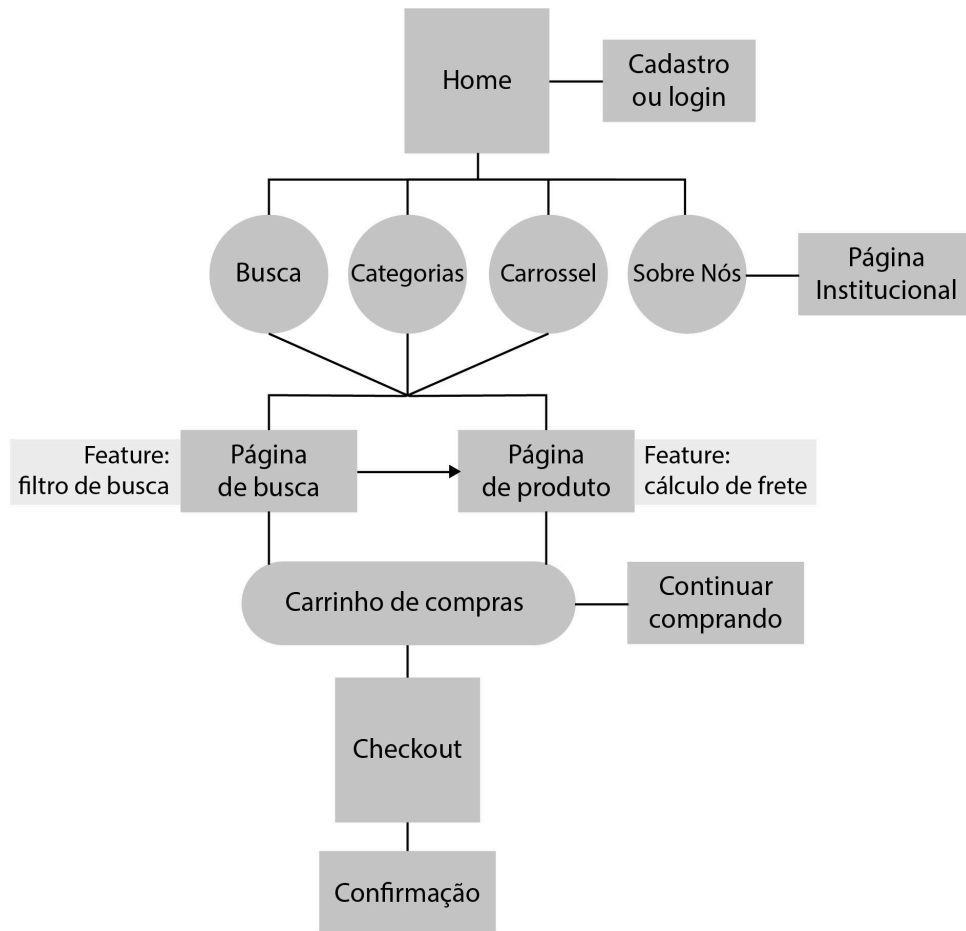 Home
Cadastro
ou login
Busca
Categorias
Carrossel
Sobre Nós
Página
Institucional
Feature:
filtro de busca
Página
de busca
Página
de produto
Feature:
cálculo de frete
Carrinho de compras
Continuar
comprando
Checkout
Confirmação